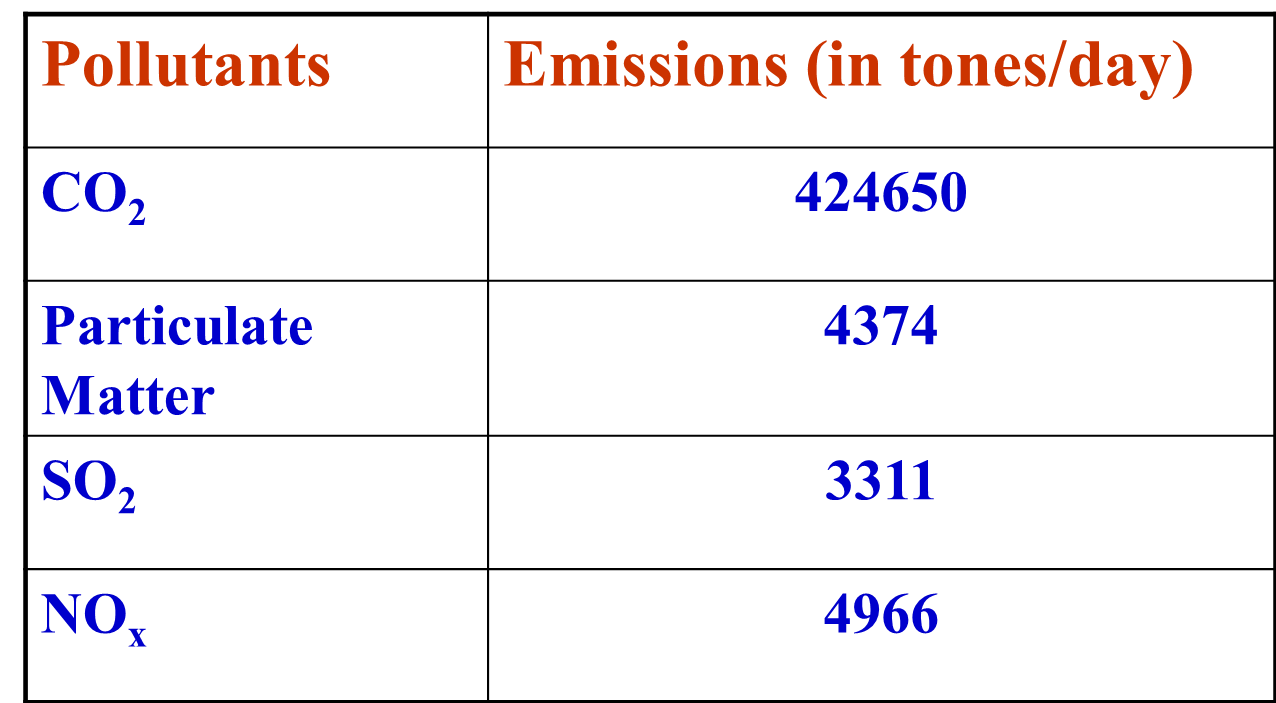 Pollutants Emissions (in tones/day)
CO₂ 424650
Particulate 4374
Matter
SO₂ 3311
NOₓ 4966